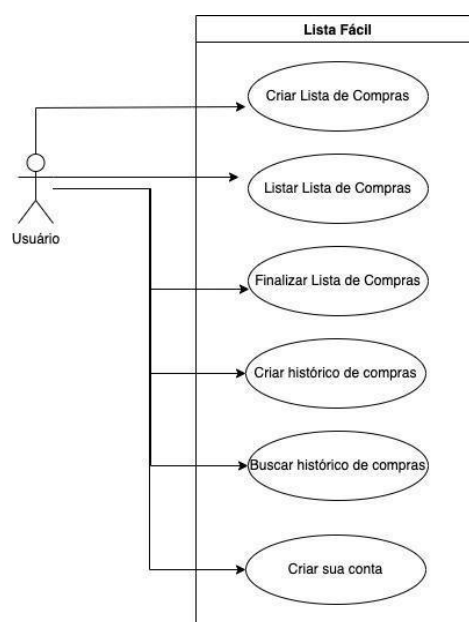 Lista Fácil
Criar Lista de Compras
Listar Lista de Compras
Usuário
Finalizar Lista de Compras
Criar histórico de compras
Buscar histórico de compras
Criar sua conta